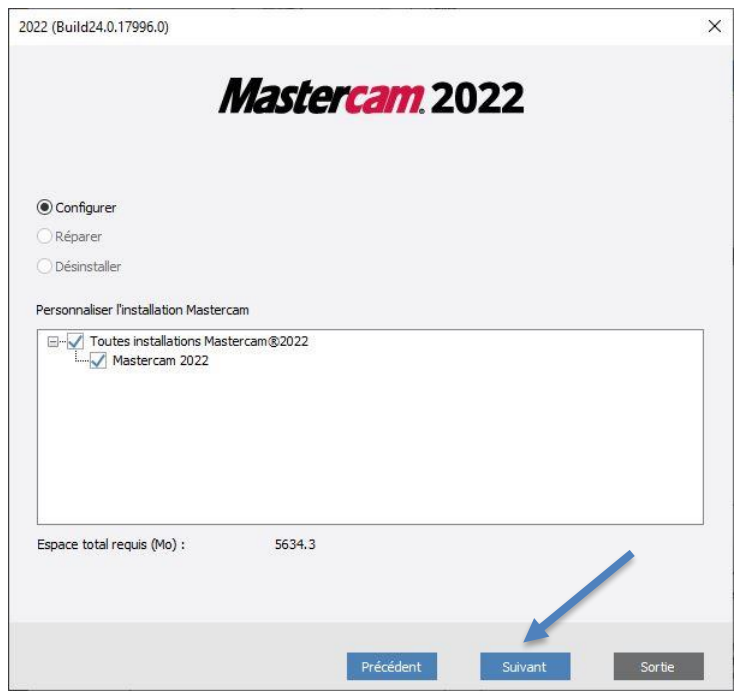 2022 (Build24.0.17996.0)
Mastercam. 2022
Configurer
Réparer
Désinstaller
Personnaliser l'installation Mastercam
Toutes installations Mastercam®2022
Mastercam 2022
Espace total requis (Mo) : 5634.3
Précédent Suivant Sortie